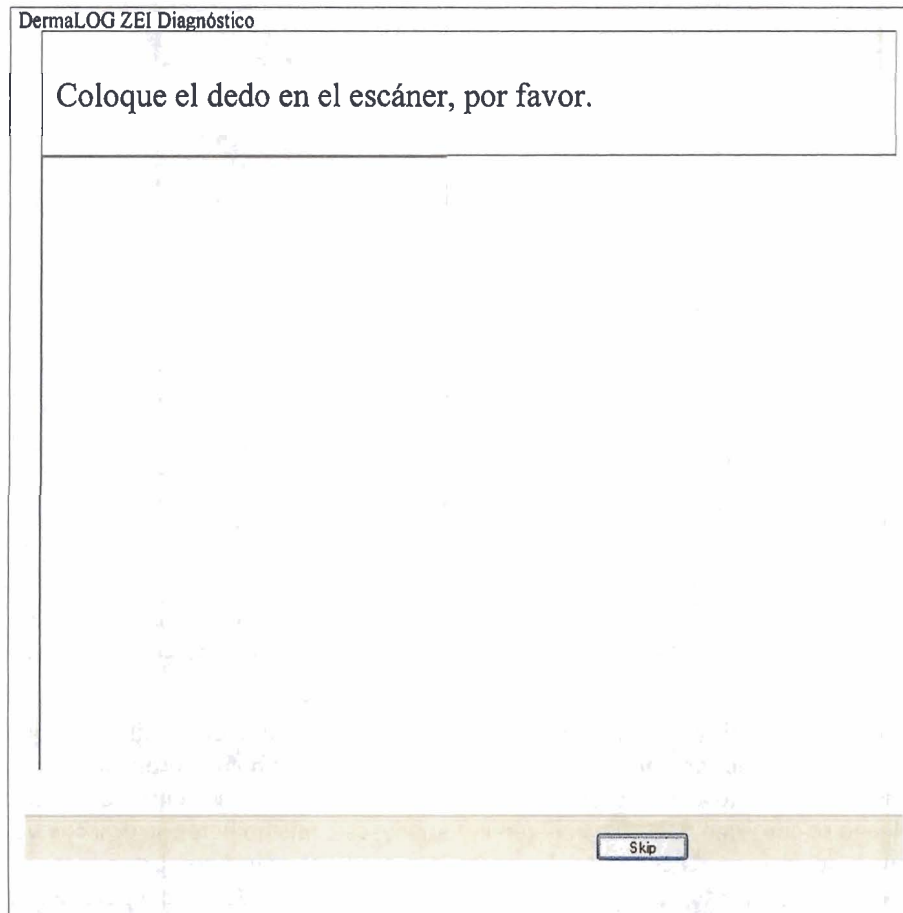 DermaLOG ZEI Diagnóstico
Coloque el dedo en el escáner, por favor.
Skip